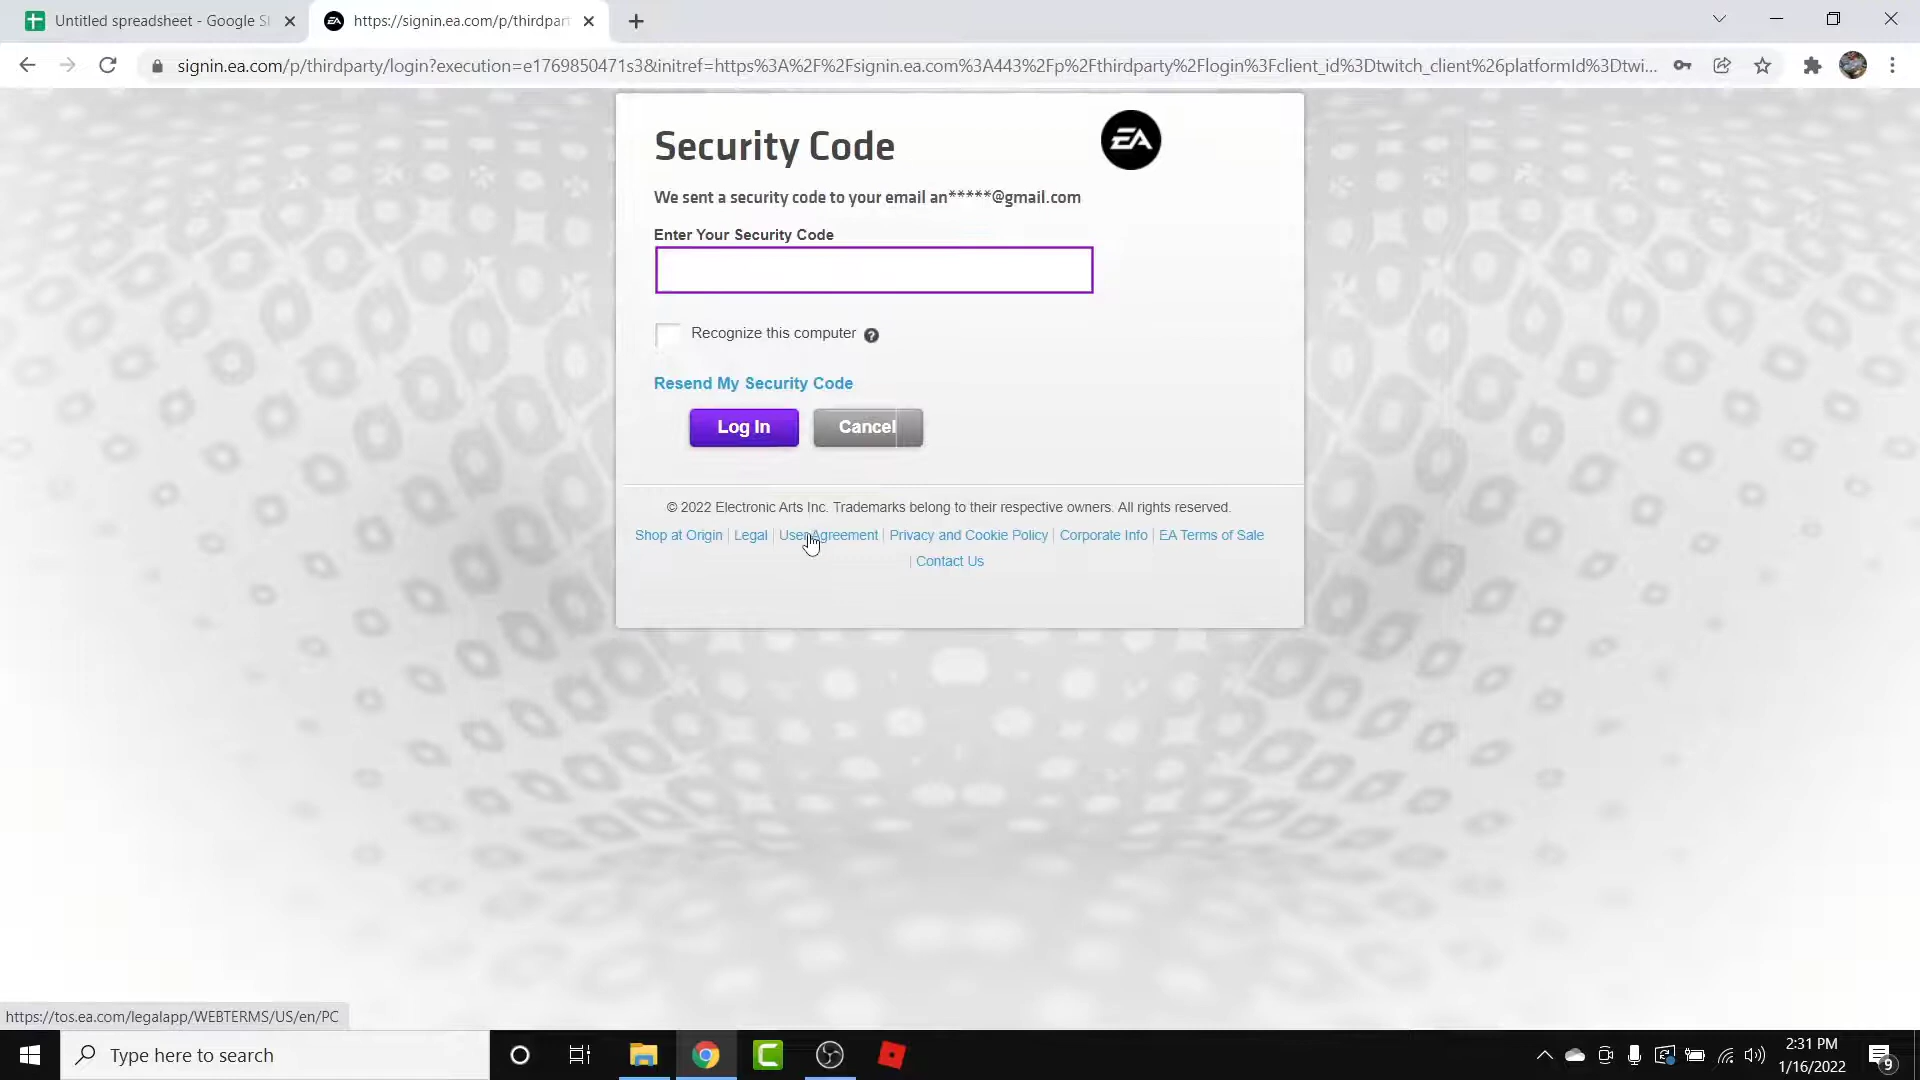 Untitled spreadsheet - Google S
https://signin.ea.com/p/thirdpart
signin.ea.com/p/thirdparty/login?execution=e1769850471s3&initref=https%3A%2F%2Fsignin.ea.com%3A443%2Fp%2Fthirdparty%2Flogin%3Fclient_id%3Dtwitch_client%26platformId%3Dtwi...
Security Code
EA
We sent a security code to your email an*****@gmail.com
Enter Your Security Code
Recognize this computer ?
Resend My Security Code
Log In
Cancel
© 2022 Electronic Arts Inc. Trademarks belong to their respective owners. All rights reserved.
Shop at Origin | Legal | User Agreement | Privacy and Cookie Policy | Corporate Info | EA Terms of Sale
| Contact Us
https://tos.ea.com/legalapp/WEBTERMS/US/en/PC
Type here to search
2:31 PM
1/16/2022
9